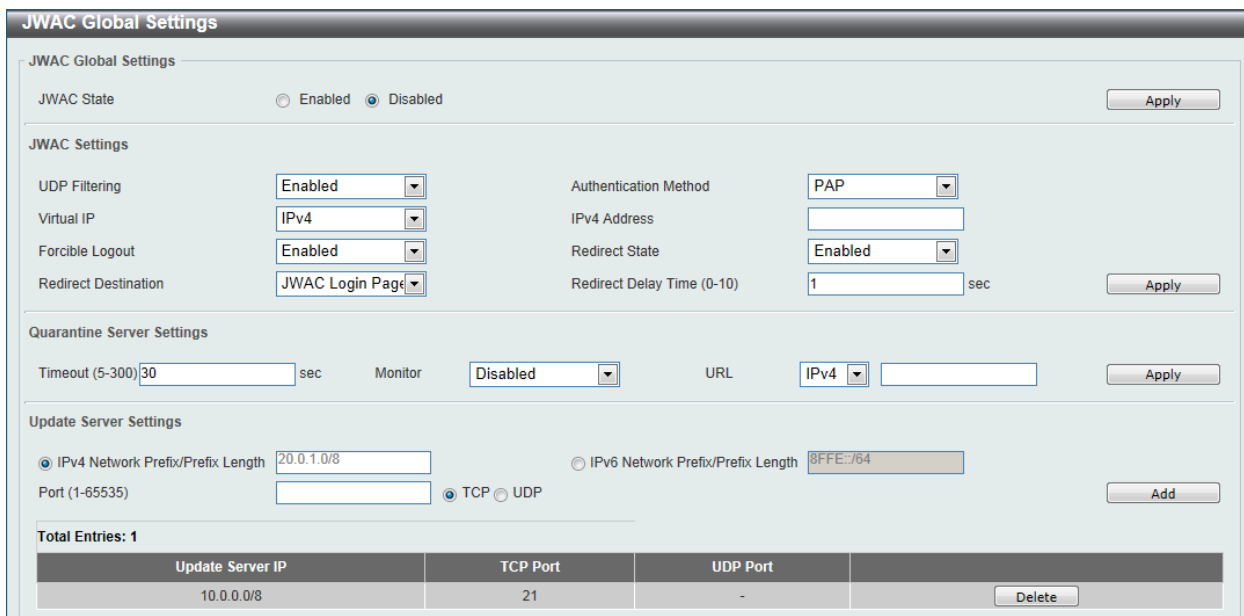 JWAC Global Settings
JWAC Global Settings
JWAC State Enabled Disabled Apply
JWAC Settings
UDP Filtering Enabled Authentication Method PAP
Virtual IP IPv4 IPv4 Address
Forcible Logout Enabled Redirect State Enabled
Redirect Destination JWAC Login Page Redirect Delay Time (0-10) 1 sec Apply
Quarantine Server Settings
Timeout (5-300) 30 sec Monitor Disabled URL IPv4 Apply
Update Server Settings
IPv4 Network Prefix/Prefix Length 20.0.1.0/8 IPv6 Network Prefix/Prefix Length 8FFE::/64
Port (1-65535) TCP UDP Add
Total Entries: 1
Update Server IP TCP Port UDP Port
10.0.0.0/8 21 - Delete